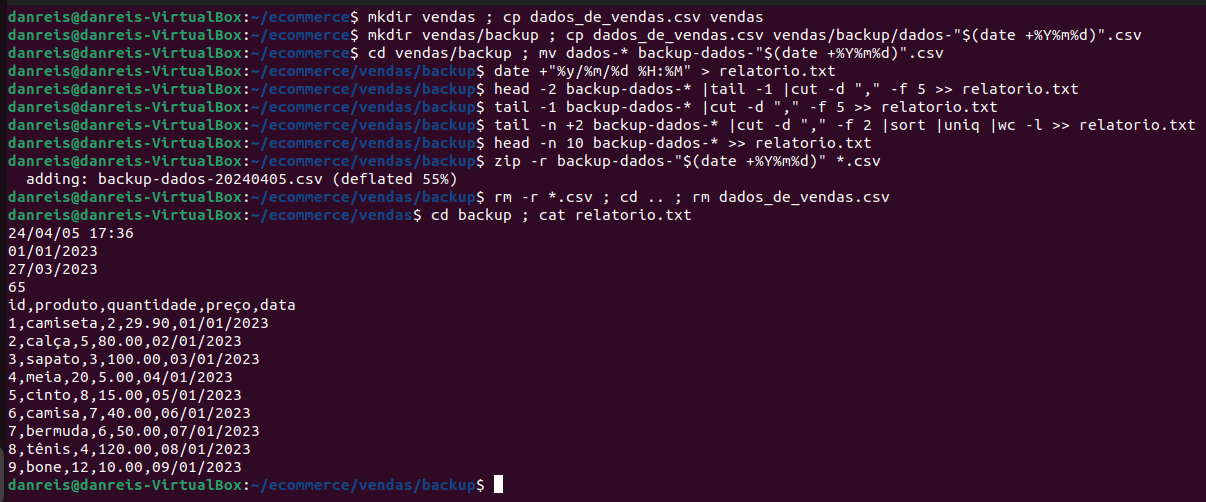 danreis@danreis-VirtualBox:~/ecommerce$ mkdir vendas ; cp dados_de_vendas.csv vendas
danreis@danreis-VirtualBox:~/ecommerce$ mkdir vendas/backup ; cp dados_de_vendas.csv vendas/backup/dados-"$(date +%Y%m%d)".csv
danreis@danreis-VirtualBox:~/ecommerce$ cd vendas/backup ; mv dados-* backup-dados-"$(date +%Y%m%d)".csv
danreis@danreis-VirtualBox:~/ecommerce/vendas/backup$ date +"%y/%m/%d %H:%M" > relatorio.txt
danreis@danreis-VirtualBox:~/ecommerce/vendas/backup$ head -2 backup-dados-* |tail -1 |cut -d "," -f 5 >> relatorio.txt
danreis@danreis-VirtualBox:~/ecommerce/vendas/backup$ tail -1 backup-dados-* |cut -d "," -f 5 >> relatorio.txt
danreis@danreis-VirtualBox:~/ecommerce/vendas/backup$ tail -n +2 backup-dados-* |cut -d "," -f 2 |sort |uniq |wc -l >> relatorio.txt
danreis@danreis-VirtualBox:~/ecommerce/vendas/backup$ head -n 10 backup-dados-* >> relatorio.txt
danreis@danreis-VirtualBox:~/ecommerce/vendas/backup$ zip -r backup-dados-"$(date +%Y%m%d)" *.csv
  adding: backup-dados-20240405.csv (deflated 55%)
danreis@danreis-VirtualBox:~/ecommerce/vendas/backup$ rm -r *.csv ; cd .. ; rm dados_de_vendas.csv
danreis@danreis-VirtualBox:~/ecommerce/vendas$ cd backup ; cat relatorio.txt
24/04/05 17:36
01/01/2023
27/03/2023
65
id,produto,quantidade,preço,data
1,camiseta,2,29.90,01/01/2023
2,calça,5,80.00,02/01/2023
3,sapato,3,100.00,03/01/2023
4,meia,20,5.00,04/01/2023
5,cinto,8,15.00,05/01/2023
6,camisa,7,40.00,06/01/2023
7,bermuda,6,50.00,07/01/2023
8,tênis,4,120.00,08/01/2023
9,bone,12,10.00,09/01/2023
danreis@danreis-VirtualBox:~/ecommerce/vendas/backup$